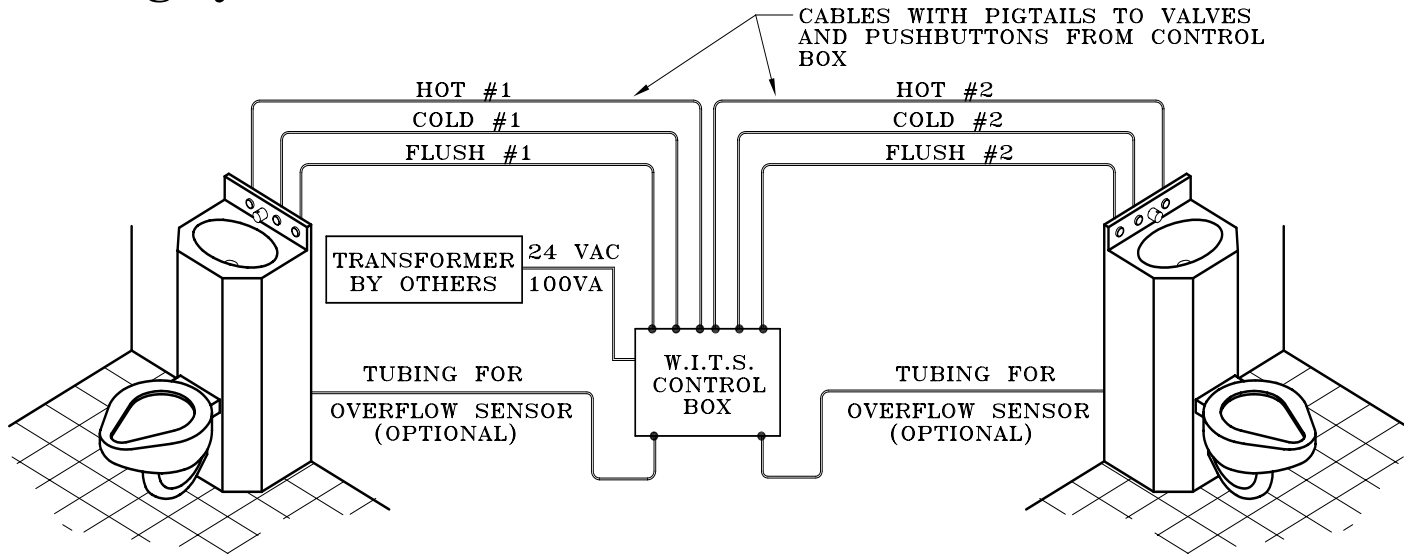 CABLES WITH PIGTAILS TO VALVES
AND PUSHBUTTONS FROM CONTROL
BOX
HOT #1
HOT #2
COLD #1
COLD #2
FLUSH #1
FLUSH #2
TRANSFORMER
BY OTHERS
24 VAC
100VA
W.I.T.S.
CONTROL
BOX
TUBING FOR
OVERFLOW SENSOR
(OPTIONAL)
TUBING FOR
OVERFLOW SENSOR
(OPTIONAL)